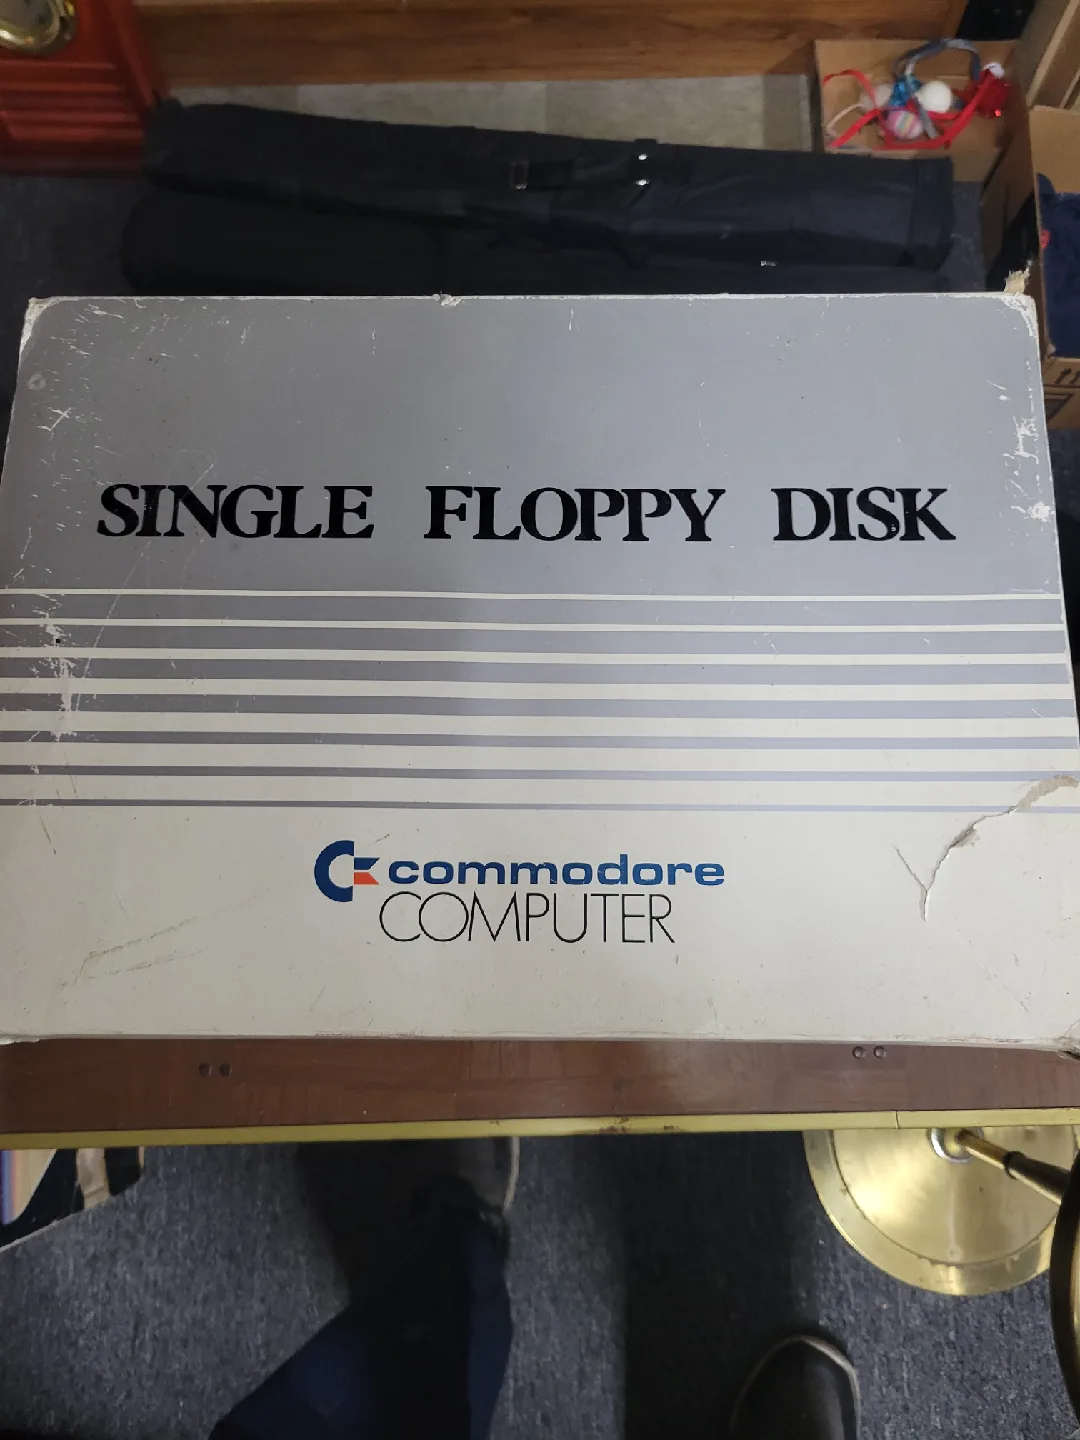 SINGLE FLOPPY DISK
commodore
COMPUTER